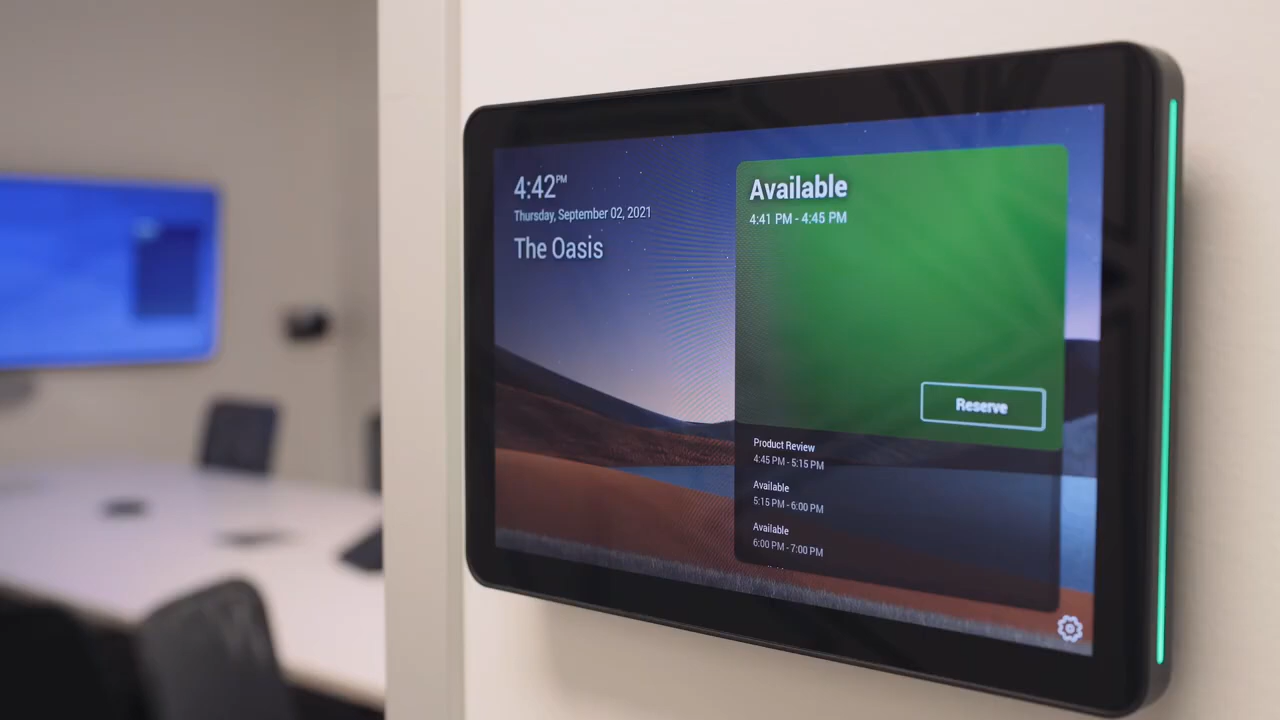 4:42PM
Thursday, September 02, 2021
The Oasis
Available
4:41 PM - 4:45 PM
Reserve
Product Review
4:45 PM - 5:15 PM
Available
5:15 PM - 6:00 PM
Available
6:00 PM - 7:00 PM